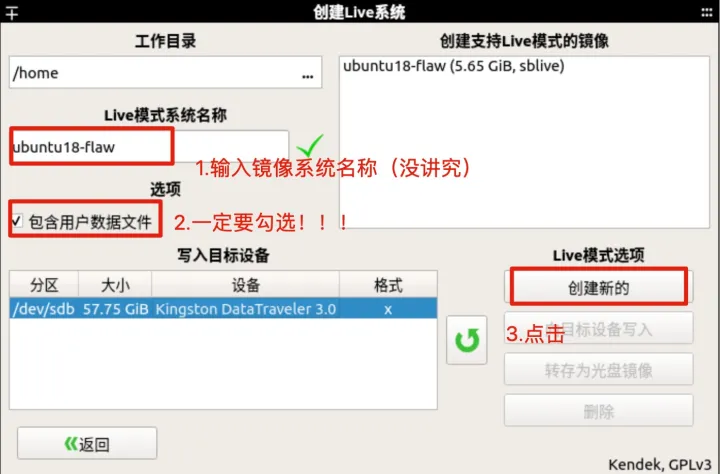 创建Live系统
工作目录
/home
...
Live模式系统名称
ubuntu18-flaw
1.输入镜像系统名称（没讲究）
选项
包含用户数据文件
2.一定要勾选！！！
创建支持Live模式的镜像
ubuntu18-flaw (5.65 GiB, sblive)
写入目标设备
分区 大小 设备 格式
/dev/sdb 57.75 GiB Kingston DataTraveler 3.0 x
Live模式选项
创建新的
3.点击
目标设备写入
转存为光盘镜像
删除
返回
Kendek, GPLv3